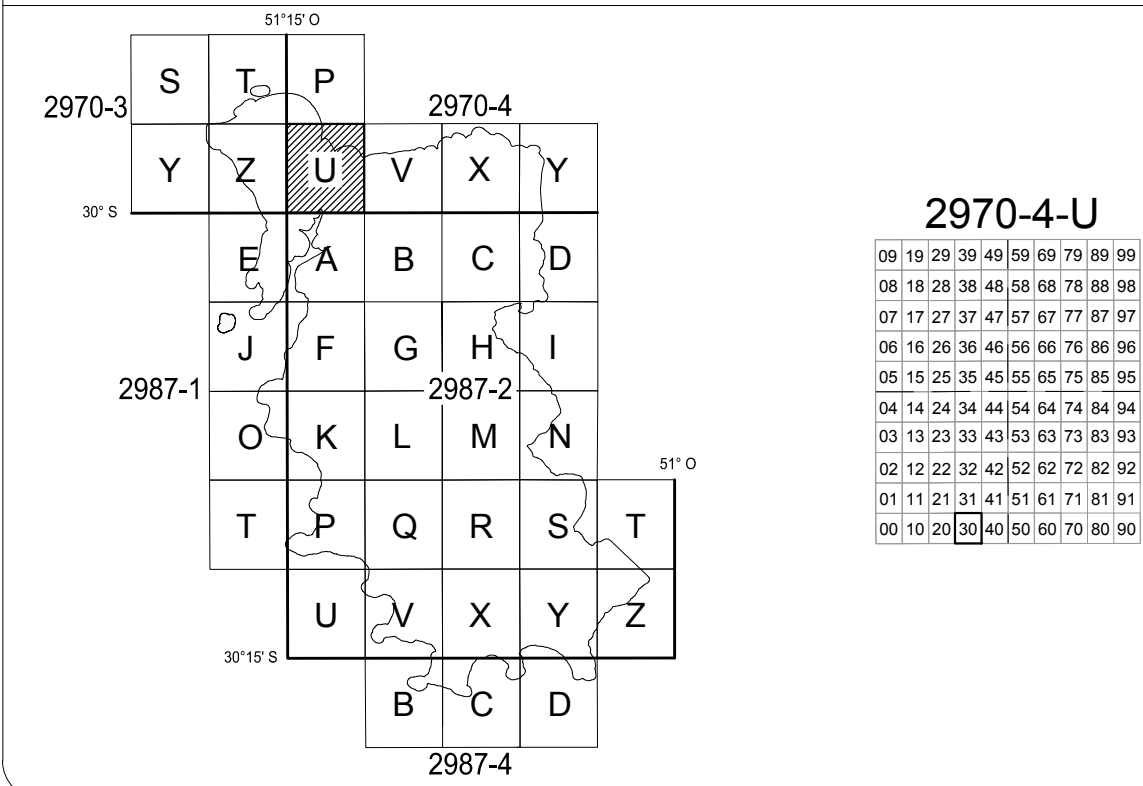 51°15' O
S T P
2970-3 2970-4
Y Z U V X Y
30° S
E A B C D
J F G H I
2987-1 2987-2
O K L M N
51° O
T P Q R S T
U V X Y Z
30°15' S
B C D
2987-4
2970-4-U
09 19 29 39 49 59 69 79 89 99
08 18 28 38 48 58 68 78 88 98
07 17 27 37 47 57 67 77 87 97
06 16 26 36 46 56 66 76 86 96
05 15 25 35 45 55 65 75 85 95
04 14 24 34 44 54 64 74 84 94
03 13 23 33 43 53 63 73 83 93
02 12 22 32 42 52 62 72 82 92
01 11 21 31 41 51 61 71 81 91
00 10 20 30 40 50 60 70 80 90